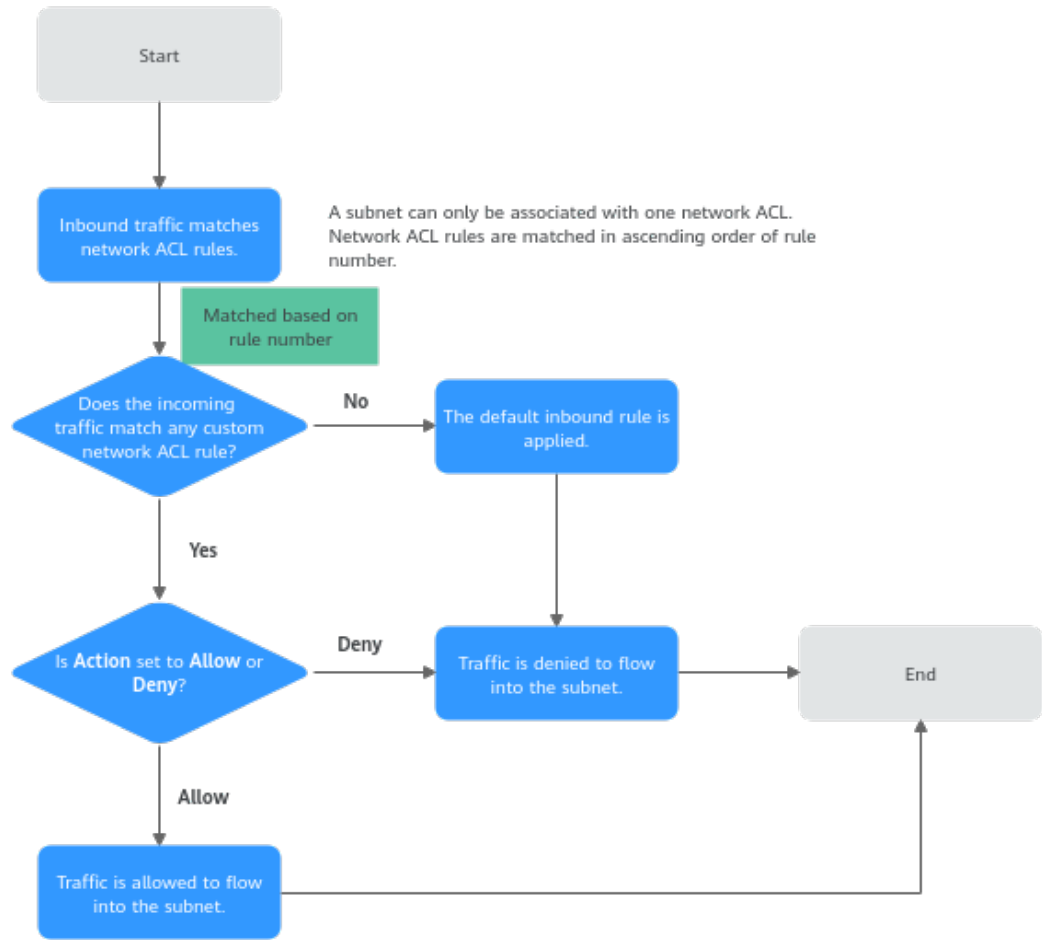 Start
Inbound traffic matches
network ACL rules.
A subnet can only be associated with one network ACL.
Network ACL rules are matched in ascending order of rule
number.
Matched based on
rule number
Does the incoming
traffic match any custom
network ACL rule?
No
The default inbound rule is
applied.
Yes
Is Action set to Allow or
Deny?
Deny
Traffic is denied to flow
into the subnet.
End
Allow
Traffic is allowed to flow
into the subnet.